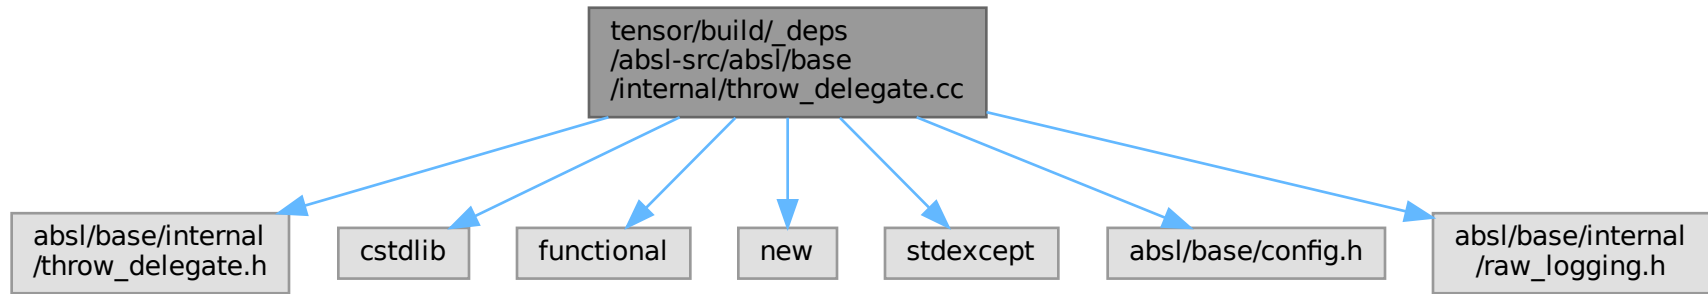 tensor/build/_deps
/absl-src/absl/base
/internal/throw_delegate.cc
absl/base/internal
/throw_delegate.h
cstdlib
functional
new
stdexcept
absl/base/config.h
absl/base/internal
/raw_logging.h